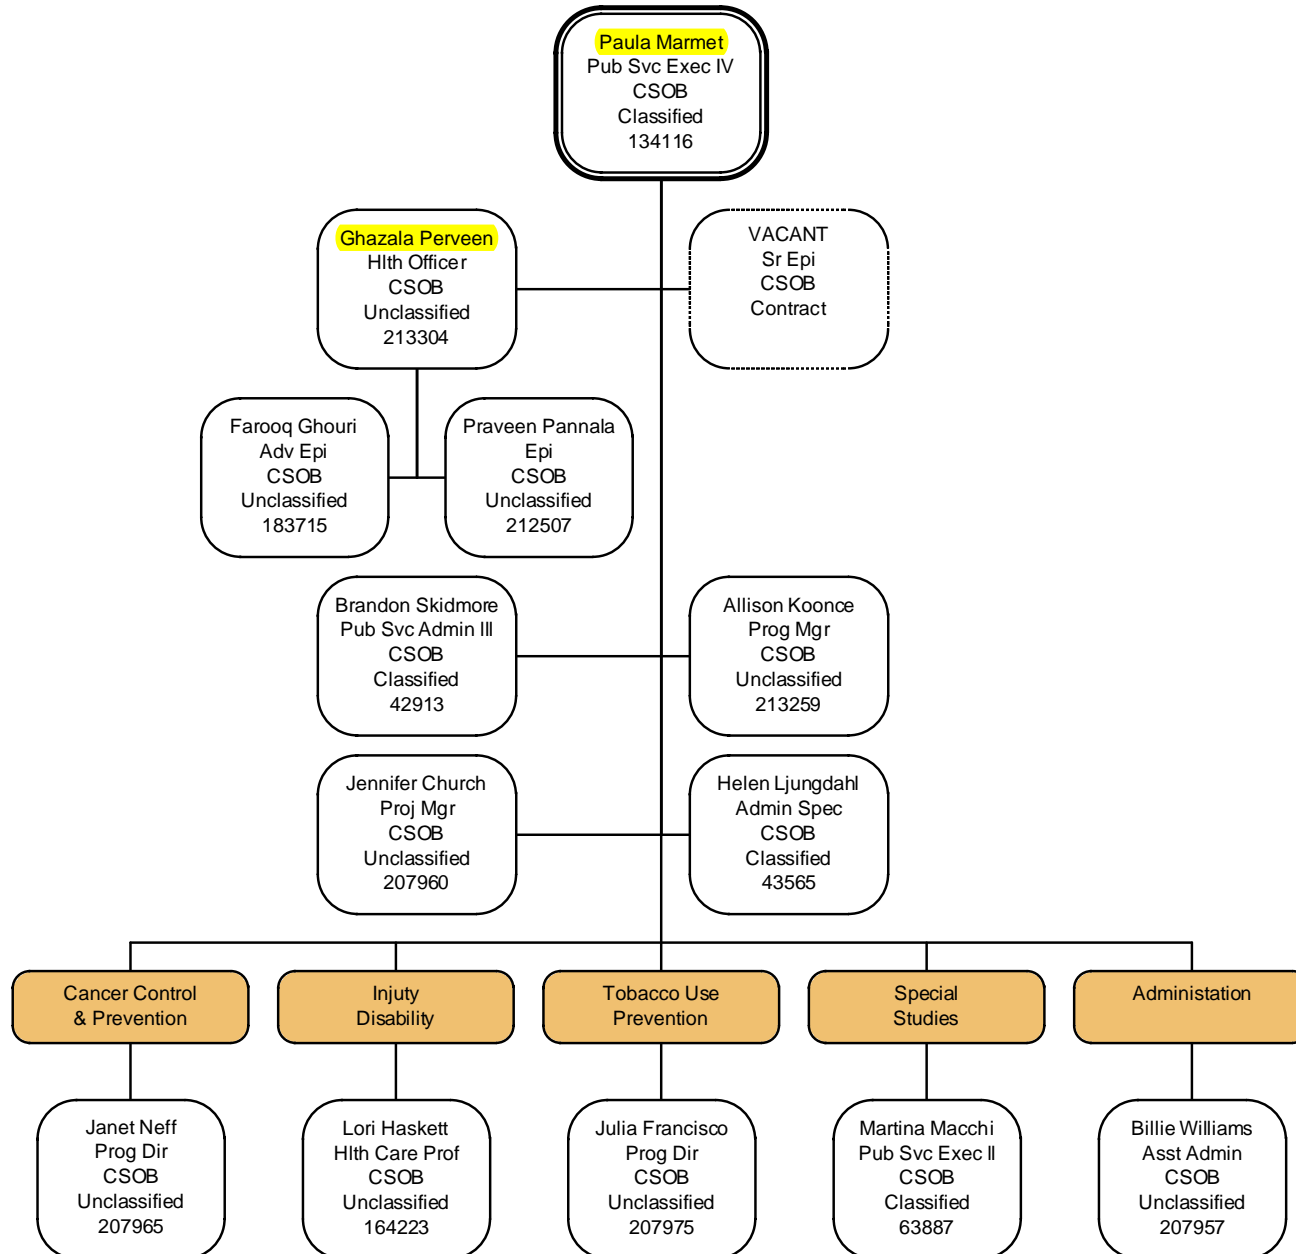 Paula Marmet
Pub Svc Exec IV
CSOB
Classified
134116
Ghazala Perveen
Hlth Officer
CSOB
Unclassified
213304
VACANT
Sr Epi
CSOB
Contract
Farooq Ghouri
Adv Epi
CSOB
Unclassified
183715
Praveen Pannala
Epi
CSOB
Unclassified
212507
Brandon Skidmore
Pub Svc Admin III
CSOB
Classified
42913
Allison Koonce
Prog Mgr
CSOB
Unclassified
213259
Jennifer Church
Proj Mgr
CSOB
Unclassified
207960
Helen Ljungdahl
Admin Spec
CSOB
Classified
43565
Cancer Control
& Prevention
Injuty
Disability
Tobacco Use
Prevention
Special
Studies
Administation
Janet Neff
Prog Dir
CSOB
Unclassified
207965
Lori Haskett
Hlth Care Prof
CSOB
Unclassified
164223
Julia Francisco
Prog Dir
CSOB
Unclassified
207975
Martina Macchi
Pub Svc Exec II
CSOB
Classified
63887
Billie Williams
Asst Admin
CSOB
Unclassified
207957